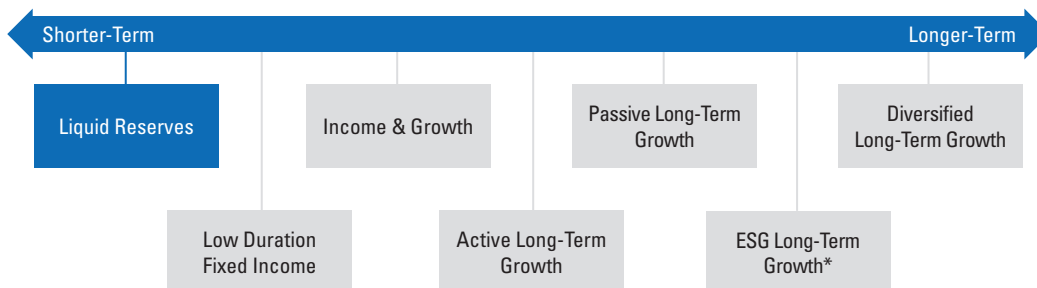 Shorter-Term
Longer-Term
Liquid Reserves
Income & Growth
Passive Long-Term
Growth
Diversified
Long-Term Growth
Low Duration
Fixed Income
Active Long-Term
Growth
ESG Long-Term
Growth*